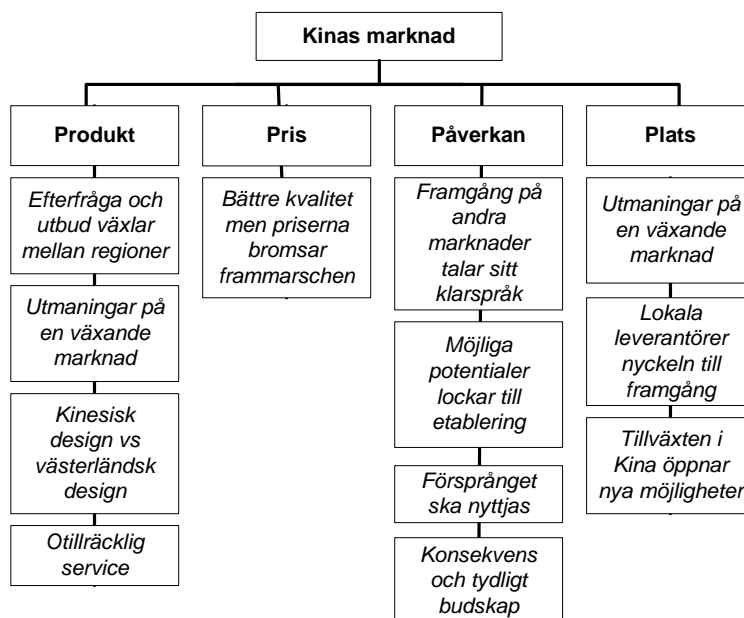 Kinas marknad
Produkt
Efterfråga och
utbud växlar
mellan regioner
Utmaningar på
en växande
marknad
Kinesisk
design vs
västerländsk
design
Otillräcklig
service
Pris
Bättre kvalitet
men priserna
bromsar
frammarschen
Påverkan
Framgång på
andra
marknader
talar sitt
klarspråk
Möjliga
potentialer
lockar till
etablering
Försprånget
ska nyttjas
Konsekvens
och tydligt
budskap
Plats
Utmaningar på
en växande
marknad
Lokala
leverantörer
nyckeln till
framgång
Tillväxten i
Kina öppnar
nya möjligheter